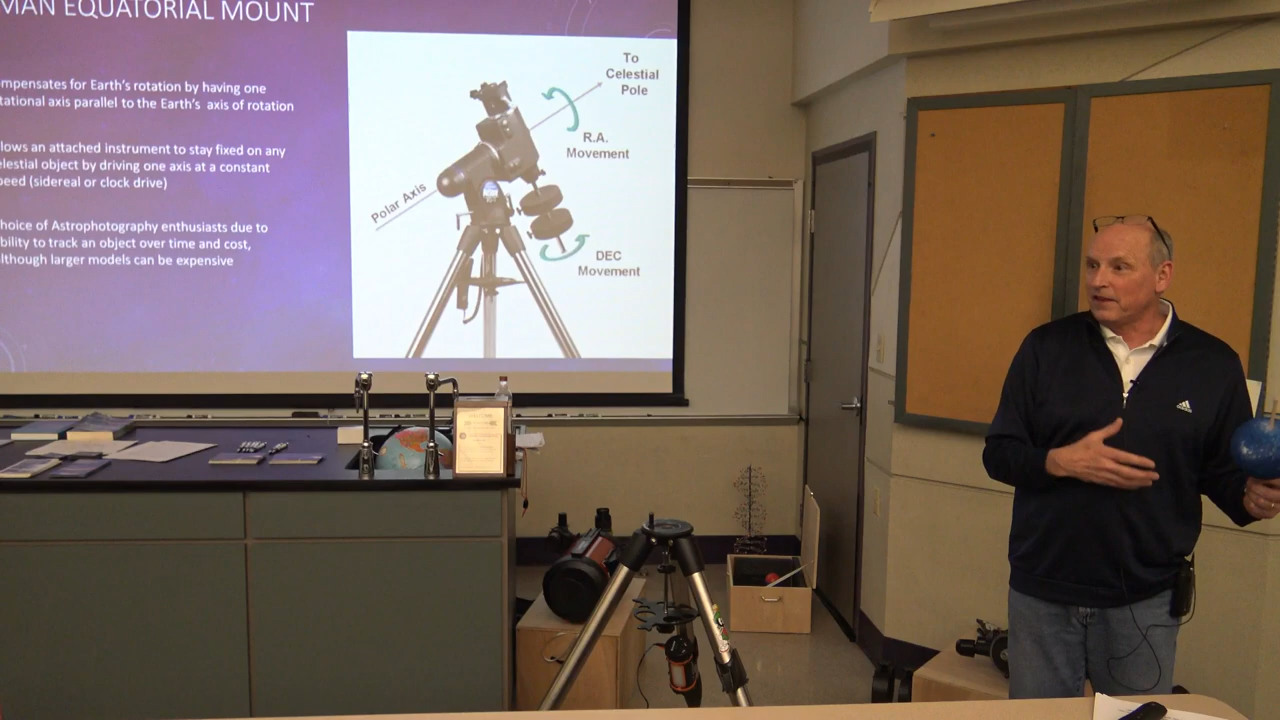 MAN EQUATORIAL MOUNT
mpensates for Earth's rotation by having one
tational axis parallel to the Earth's axis of rotation
lows an attached instrument to stay fixed on any
elestial object by driving one axis at a constant
peed (sidereal or clock drive)
hoice of Astrophotography enthusiasts due to
bility to track an object over time and cost,
lthough larger models can be expensive
To
Celestial
Pole
R.A.
Movement
Polar Axis
DEC
Movement